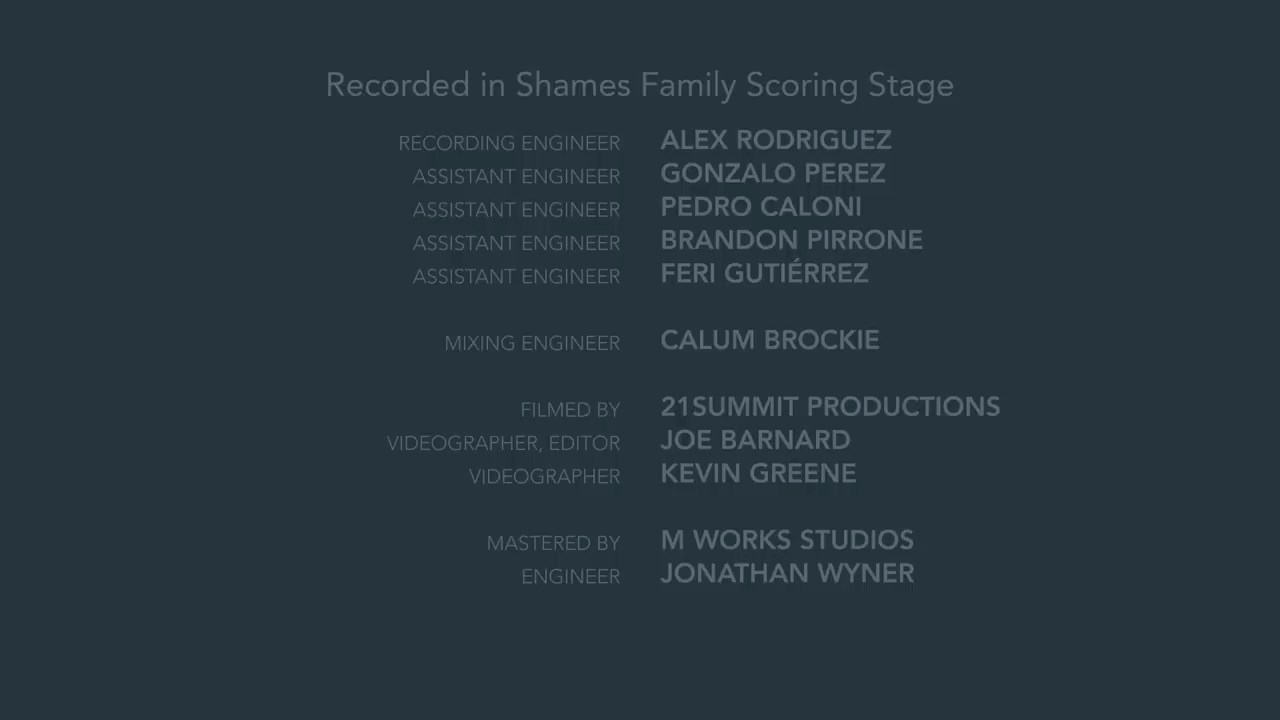 Recorded in Shames Family Scoring Stage
RECORDING ENGINEER ALEX RODRIGUEZ
ASSISTANT ENGINEER GONZALO PEREZ
ASSISTANT ENGINEER PEDRO CALONI
ASSISTANT ENGINEER BRANDON PIRRONE
ASSISTANT ENGINEER FERI GUTIÉRREZ
MIXING ENGINEER CALUM BROCKIE
FILMED BY 21SUMMIT PRODUCTIONS
VIDEOGRAPHER, EDITOR JOE BARNARD
VIDEOGRAPHER KEVIN GREENE
MASTERED BY M WORKS STUDIOS
ENGINEER JONATHAN WYNER